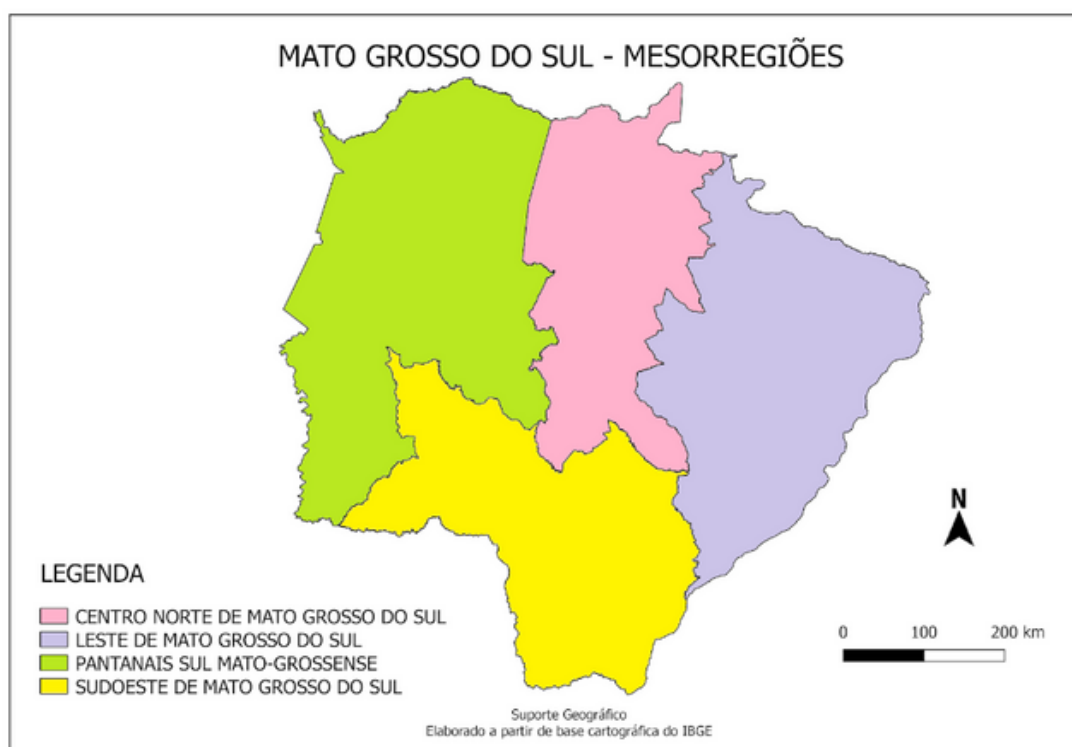 MATO GROSSO DO SUL - MESORREGIÕES
N
LEGENDA
CENTRO NORTE DE MATO GROSSO DO SUL
LESTE DE MATO GROSSO DO SUL
PANTANAIS SUL MATO-GROSSENSE
SUDOESTE DE MATO GROSSO DO SUL
0 100 200 km
Suporte Geográfico
Elaborado a partir de base cartográfica do IBGE